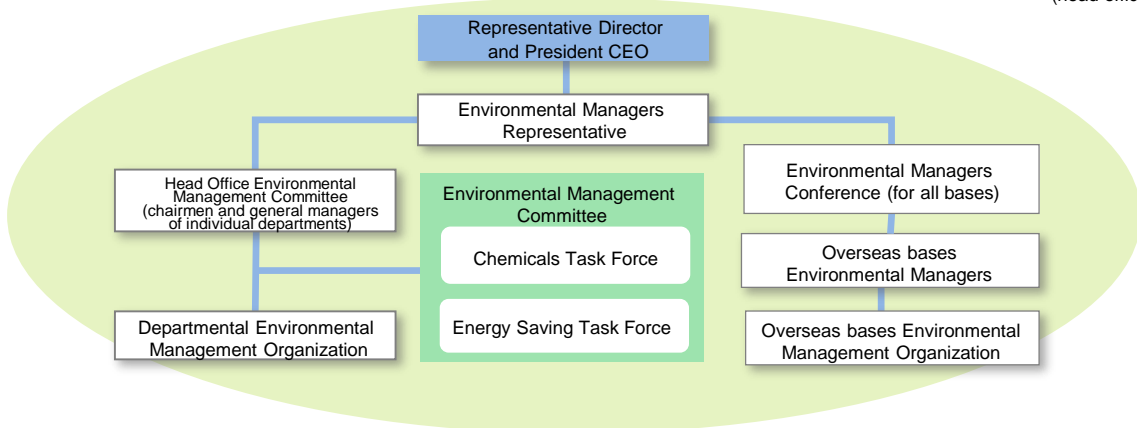 Representative Director
and President CEO
Environmental Managers
Representative
Head Office Environmental
Management Committee
(chairmen and general managers
of individual departments)
Environmental Management
Committee
Chemicals Task Force
Energy Saving Task Force
Departmental Environmental
Management Organization
Environmental Managers
Conference (for all bases)
Overseas bases
Environmental Managers
Overseas bases Environmental
Management Organization